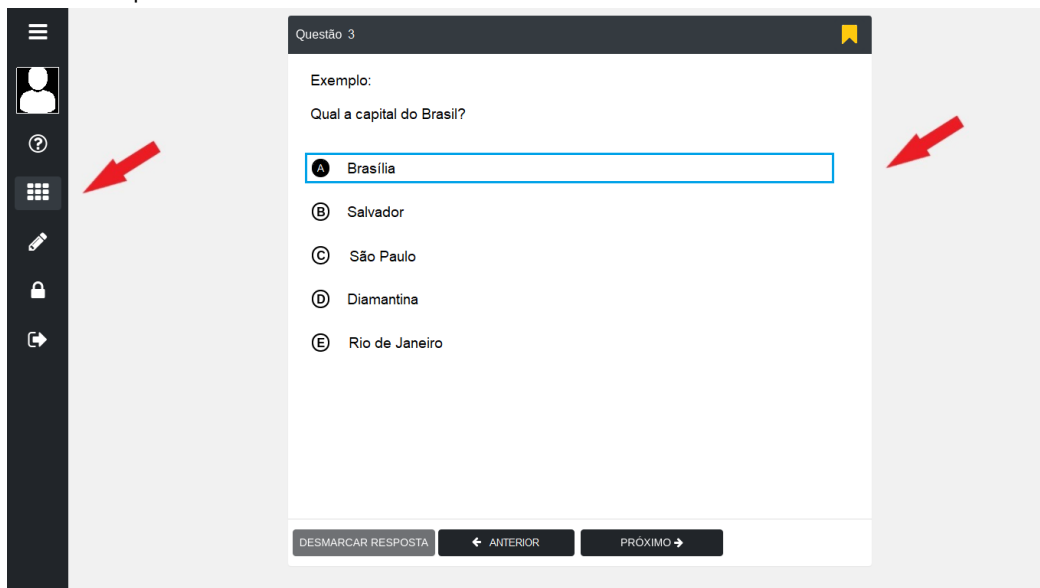 Questão 3
Exemplo:
Qual a capital do Brasil?
A Brasília
B Salvador
C São Paulo
D Diamantina
E Rio de Janeiro
DESMARCAR RESPOSTA ANTERIOR PRÓXIMO